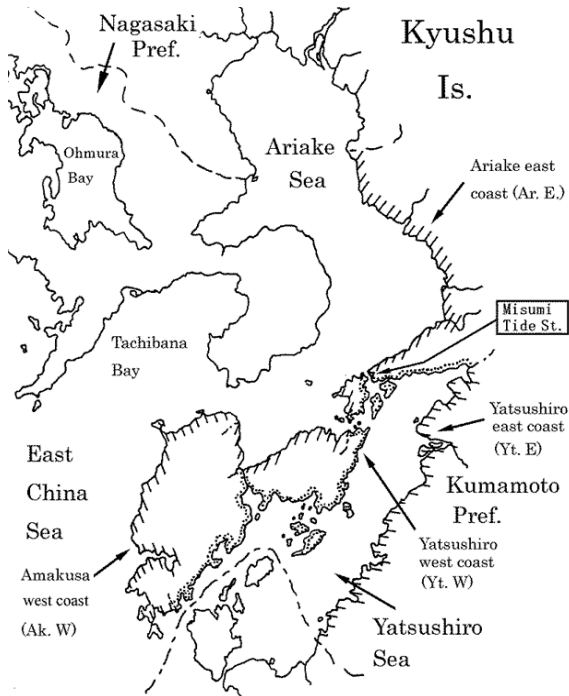 Nagasaki
Pref.
Kyushu
Is.
Ohmura
Bay
Ariake
Sea
Ariake east
coast (Ar. E.)
Misumi
Tide St.
Tachibana
Bay
Yatsushiro
east coast
(Yt. E)
East
China
Sea
Kumamoto
Pref.
Yatsushiro
west coast
(Yt. W)
Amakusa
west coast
(Ak. W)
Yatsushiro
Sea